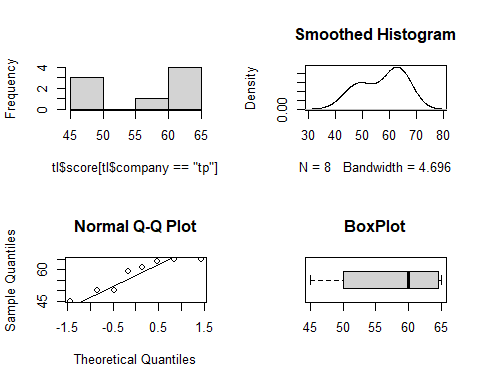 Frequency
0
2
4
45 50 55 60 65
tl$score[tl$company == "tp"]
Smoothed Histogram
Density
0.00
30 40 50 60 70 80
N = 8 Bandwidth = 4.696
Normal Q-Q Plot
Sample Quantiles
45
60
-1.5 -0.5 0.5 1.5
Theoretical Quantiles
BoxPlot
45 50 55 60 65